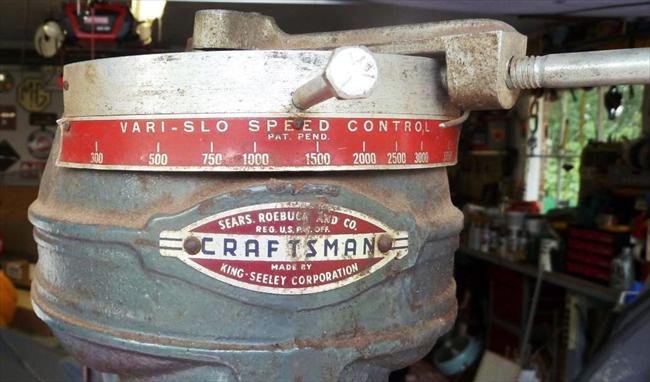 MG
VARI-SLO SPEED CONTROL
PAT. PEND.
300 500 750 1000 1500 2000 2500 3000
SEARS, ROEBUCK AND CO.
REG. U.S. PAT. OFF.
CRAFTSMAN
MADE BY
KING-SEELEY CORPORATION